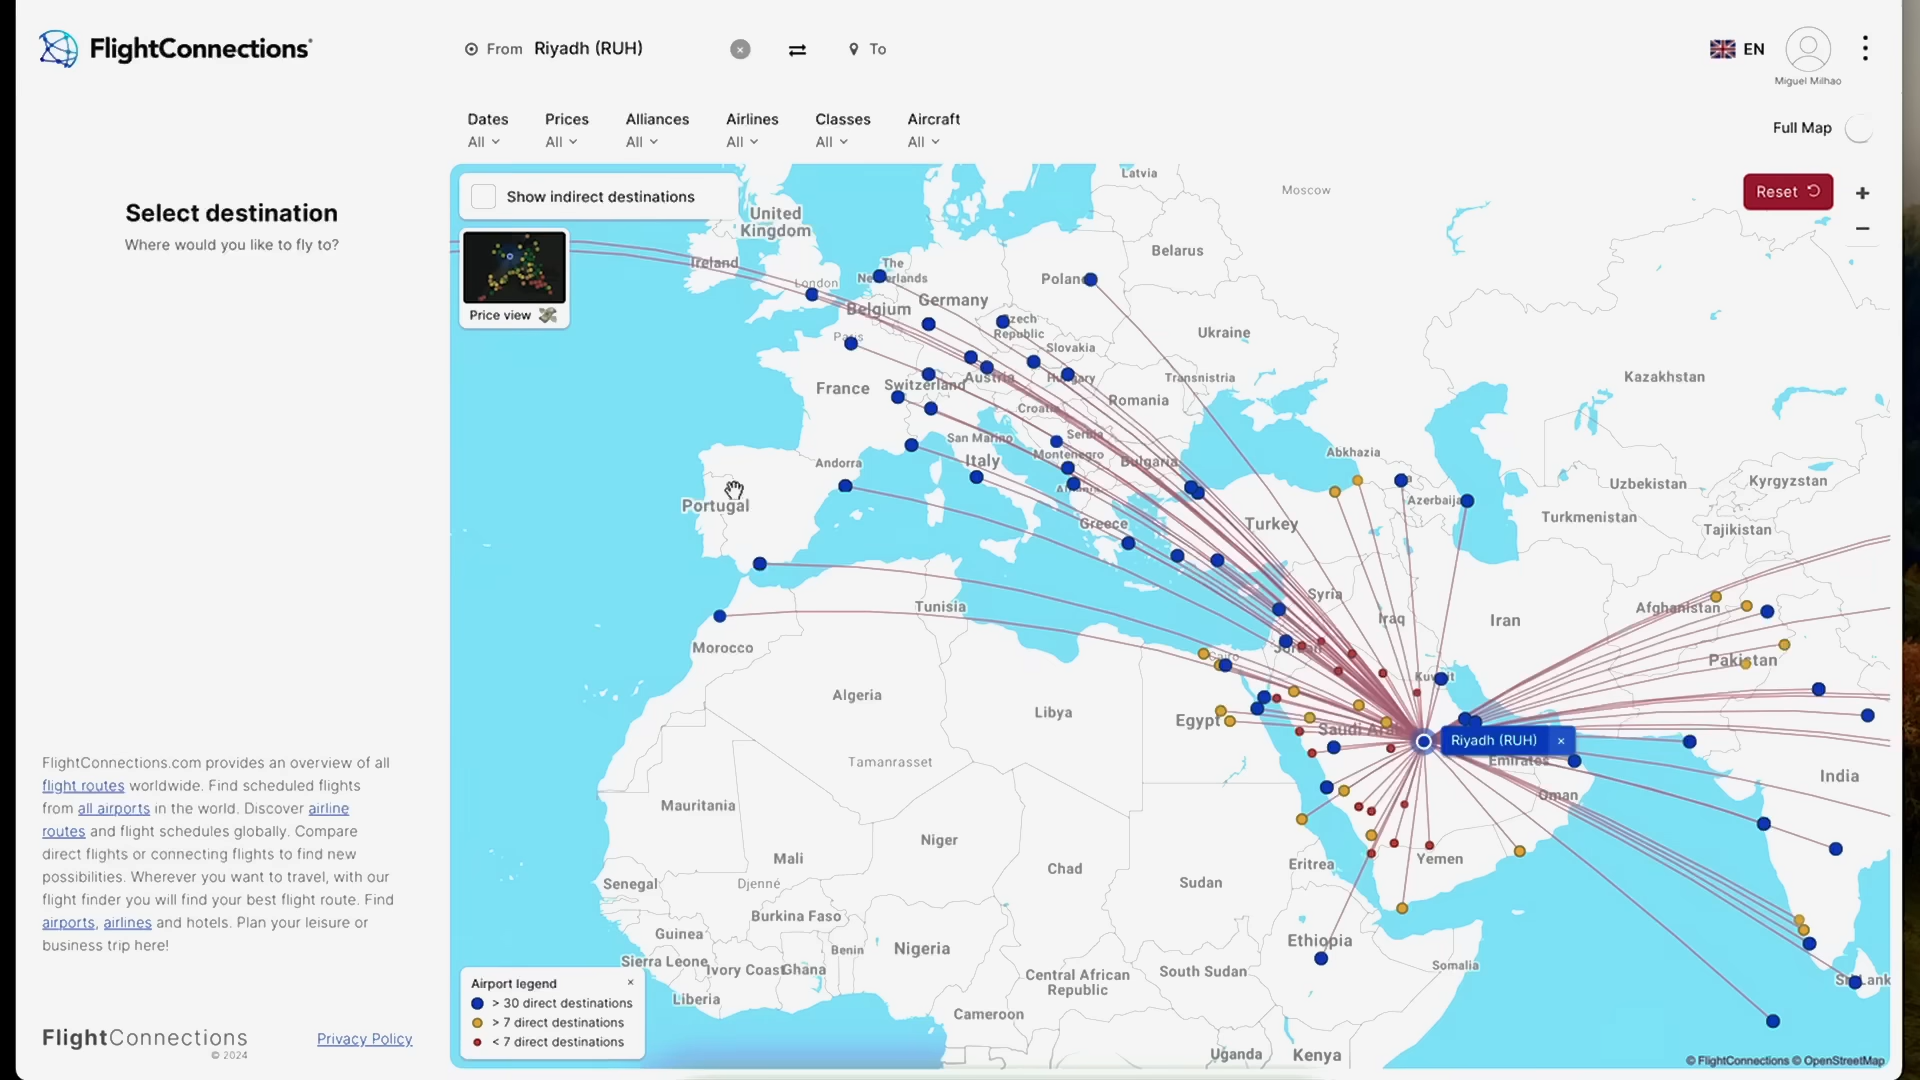 FlightConnections
From Riyadh (RUH)
To
EN
Miguel Milhao
Dates
All
Prices
All
Alliances
All
Airlines
All
Classes
All
Aircraft
All
Full Map
Select destination
Where would you like to fly to?
Show indirect destinations
Price view
Reset
+
−
Latvia
Moscow
United
Kingdom
Belarus
Ireland
The
Netherlands
London
Poland
Germany
Belgium
Czech
Republic
Ukraine
Paris
Slovakia
Kazakhstan
France
Switzerland
Austria
Hungary
Transnistria
Romania
Croatia
San Marino
Serbia
Abkhazia
Andorra
Italy
Montenegro
Bulgaria
Uzbekistan
Kyrgyzstan
Albania
Portugal
Azerbaijan
Turkmenistan
Greece
Turkey
Tajikistan
Syria
Tunisia
Iraq
Iran
Afghanistan
Morocco
Jordan
Cairo
Pakistan
Kuwait
Algeria
Libya
Egypt
Saudi Ara
Riyadh (RUH) ×
Emirates
Tamanrasset
India
Oman
Mauritania
Niger
Mali
Chad
Yemen
Eritrea
Senegal
Djenné
Sudan
Burkina Faso
Guinea
Benin
Nigeria
Ethiopia
Sierra Leone
Ivory Coast
Ghana
Central African
Republic
South Sudan
Somalia
Sri Lank
Liberia
Cameroon
Uganda
Kenya
Airport legend ×
> 30 direct destinations
> 7 direct destinations
< 7 direct destinations
© FlightConnections © OpenStreetMap
FlightConnections.com provides an overview of all
flight routes worldwide. Find scheduled flights
from all airports in the world. Discover airline
routes and flight schedules globally. Compare
direct flights or connecting flights to find new
possibilities. Wherever you want to travel, with our
flight finder you will find your best flight route. Find
airports, airlines and hotels. Plan your leisure or
business trip here!
FlightConnections
© 2024
Privacy Policy